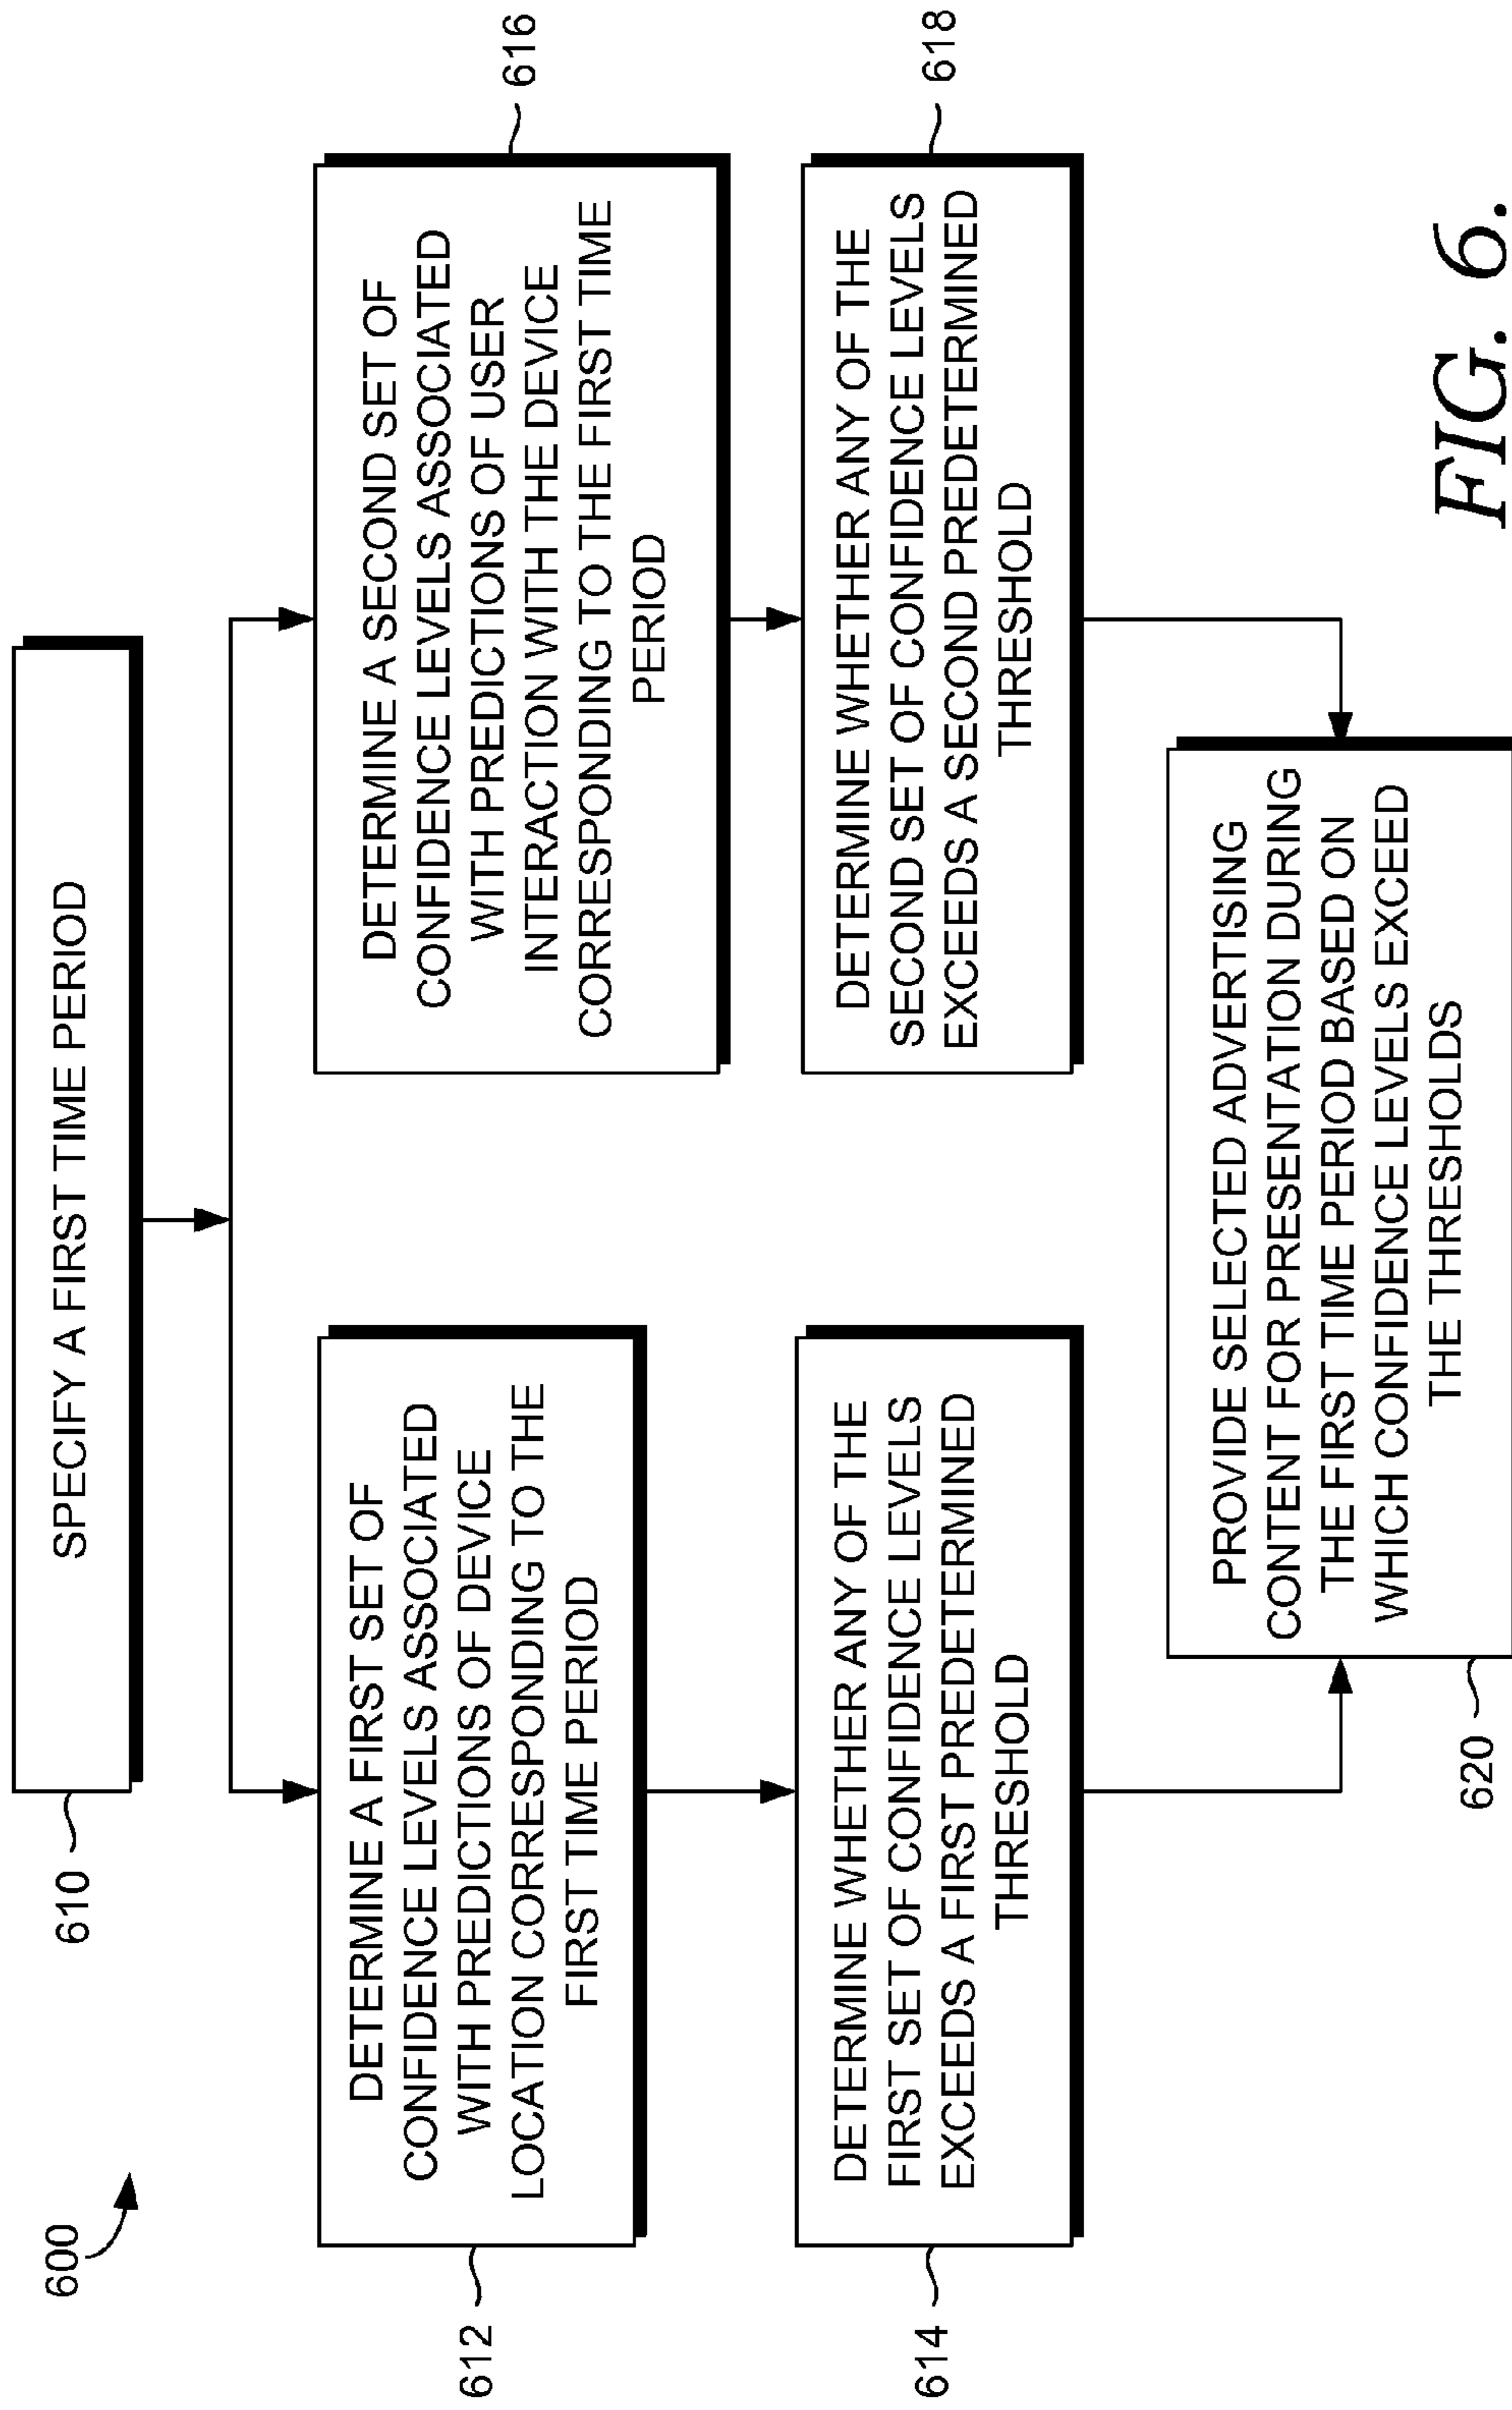 600
610
SPECIFY A FIRST TIME PERIOD
612
DETERMINE A FIRST SET OF
CONFIDENCE LEVELS ASSOCIATED
WITH PREDICTIONS OF DEVICE
LOCATION CORRESPONDING TO THE
FIRST TIME PERIOD
616
DETERMINE A SECOND SET OF
CONFIDENCE LEVELS ASSOCIATED
WITH PREDICTIONS OF USER
INTERACTION WITH THE DEVICE
CORRESPONDING TO THE FIRST TIME
PERIOD
614
DETERMINE WHETHER ANY OF THE
FIRST SET OF CONFIDENCE LEVELS
EXCEEDS A FIRST PREDETERMINED
THRESHOLD
618
DETERMINE WHETHER ANY OF THE
SECOND SET OF CONFIDENCE LEVELS
EXCEEDS A SECOND PREDETERMINED
THRESHOLD
620
PROVIDE SELECTED ADVERTISING
CONTENT FOR PRESENTATION DURING
THE FIRST TIME PERIOD BASED ON
WHICH CONFIDENCE LEVELS EXCEED
THE THRESHOLDS
FIG. 6.